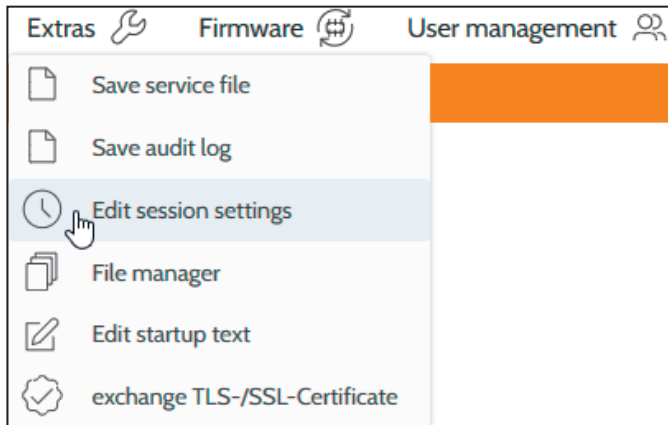 Extras Firmware User management
Save service file
Save audit log
Edit session settings
File manager
Edit startup text
exchange TLS-/SSL-Certificate